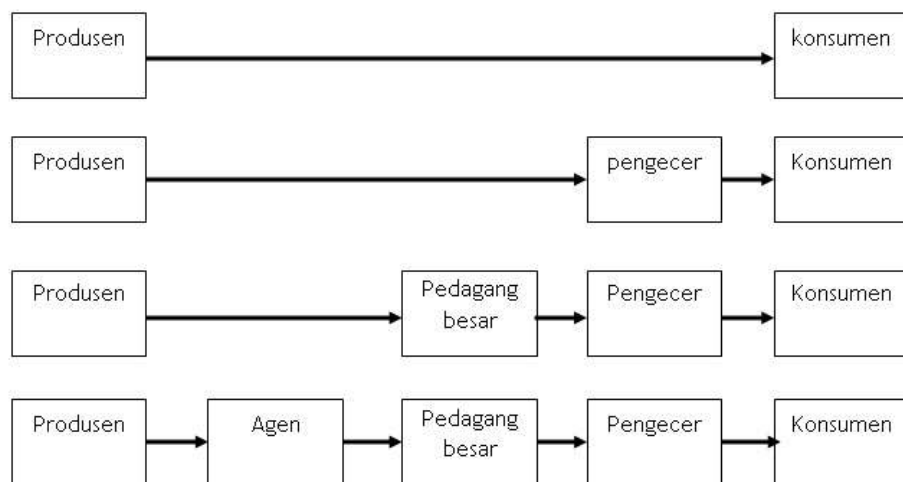 Produsen
konsumen
Produsen
pengecer
Konsumen
Produsen
Pedagang
besar
Pengecer
Konsumen
Produsen
Agen
Pedagang
besar
Pengecer
Konsumen